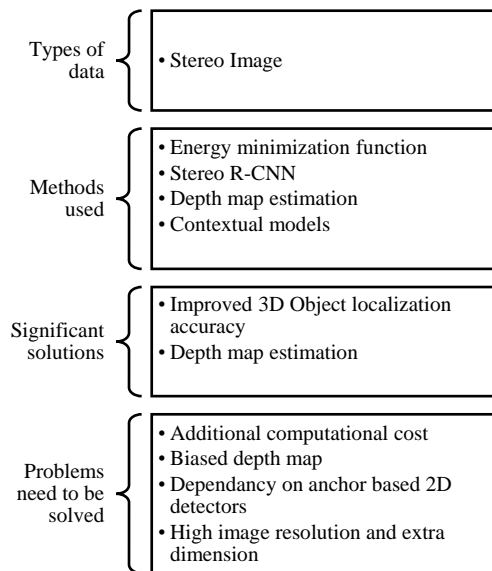 Types of
data
• Stereo Image
Methods
used
• Energy minimization function
• Stereo R-CNN
• Depth map estimation
• Contextual models
Significant
solutions
• Improved 3D Object localization
accuracy
• Depth map estimation
Problems
need to be
solved
• Additional computational cost
• Biased depth map
• Dependancy on anchor based 2D
detectors
• High image resolution and extra
dimension